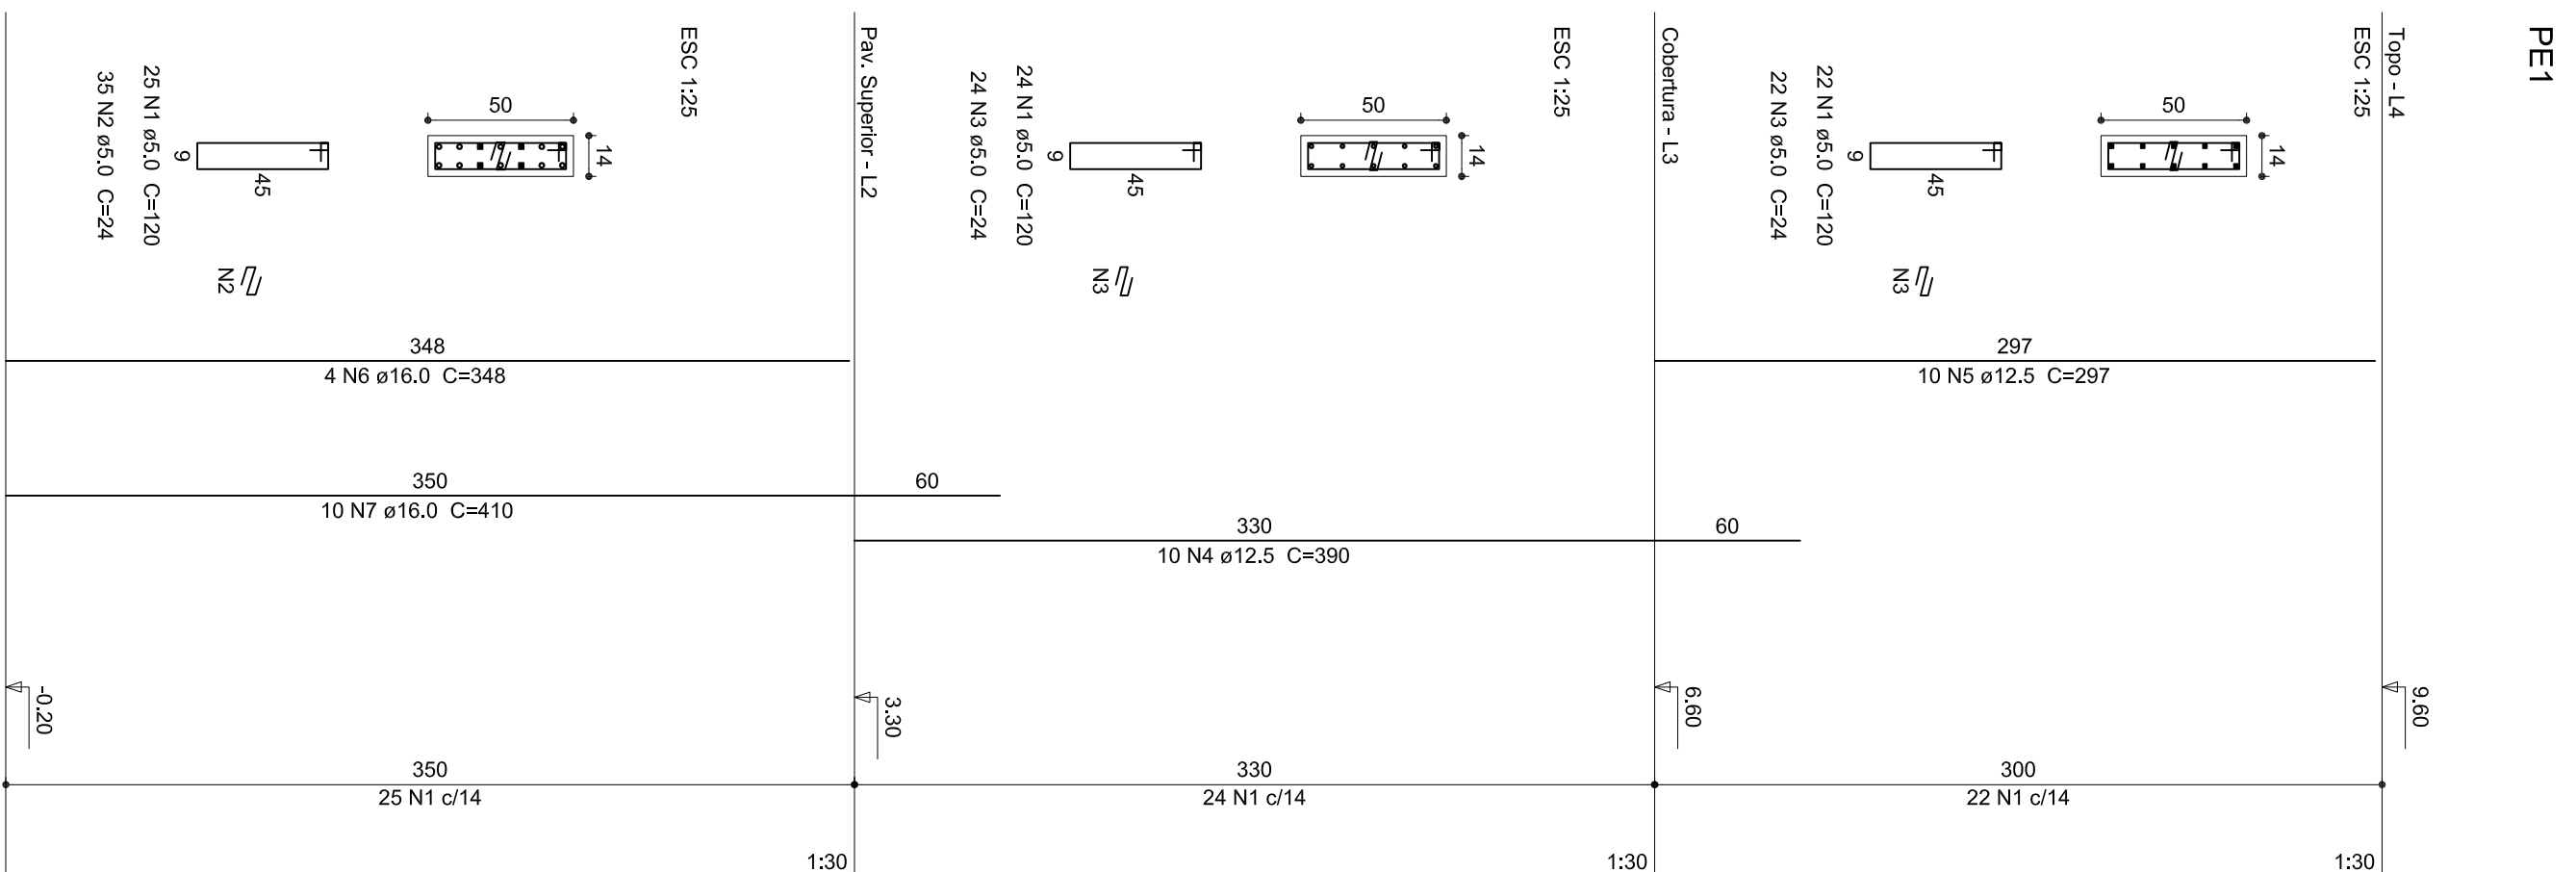 PE1
Topo - L4
ESC 1:25
50
14
22 N1 ø5.0 C=120
22 N3 ø5.0 C=24
9
45
N3
297
10 N5 ø12.5 C=297
9.60
300
22 N1 c/14
1:30
Cobertura - L3
ESC 1:25
50
14
24 N1 ø5.0 C=120
24 N3 ø5.0 C=24
9
45
N3
330
60
10 N4 ø12.5 C=390
6.60
330
24 N1 c/14
1:30
Pav. Superior - L2
ESC 1:25
50
14
25 N1 ø5.0 C=120
35 N2 ø5.0 C=24
9
45
N2
348
4 N6 ø16.0 C=348
350
60
10 N7 ø16.0 C=410
3.30
-0.20
350
25 N1 c/14
1:30